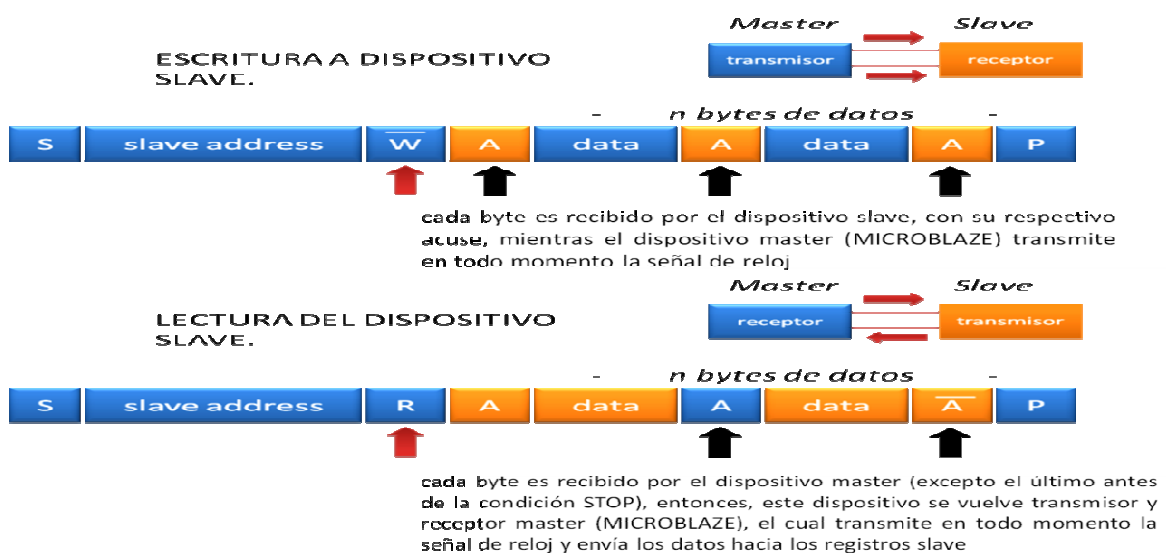 Master Slave
ESCRITURA A DISPOSITIVO
SLAVE.
transmisor receptor
- n bytes de datos -
S slave address W̅ A data A data A P
cada byte es recibido por el dispositivo slave, con su respectivo
acuse, mientras el dispositivo master (MICROBLAZE) transmite
en todo momento la señal de reloj
Master Slave
LECTURA DEL DISPOSITIVO
SLAVE.
receptor transmisor
- n bytes de datos -
S slave address R A data A data A̅ P
cada byte es recibido por el dispositivo master (excepto el último antes
de la condición STOP), entonces, este dispositivo se vuelve transmisor y
receptor master (MICROBLAZE), el cual transmite en todo momento la
señal de reloj y envía los datos hacia los registros slave